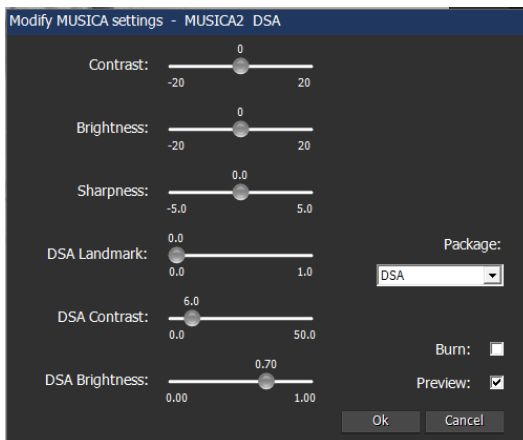 Modify MUSICA settings - MUSICA2 DSA
0
Contrast:
-20 20
0
Brightness:
-20 20
0.0
Sharpness:
-5.0 5.0
0.0
DSA Landmark:
0.0 1.0
Package:
DSA
6.0
DSA Contrast:
0.0 50.0
Burn:
0.70
DSA Brightness:
0.00 1.00
Preview:
Ok Cancel